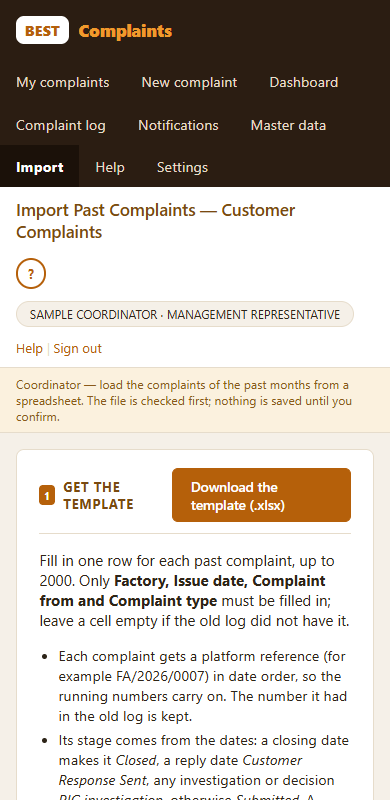 BEST Complaints
My complaints New complaint Dashboard
Complaint log Notifications Master data
Import Help Settings
Import Past Complaints — Customer
Complaints
?
SAMPLE COORDINATOR · MANAGEMENT REPRESENTATIVE
Help | Sign out
Coordinator — load the complaints of the past months from a
spreadsheet. The file is checked first; nothing is saved until you
confirm.
1 GET THE
TEMPLATE
Download the
template (.xlsx)
Fill in one row for each past complaint, up to
2000. Only Factory, Issue date, Complaint
from and Complaint type must be filled in;
leave a cell empty if the old log did not have it.
• Each complaint gets a platform reference (for
example FA/2026/0007) in date order, so the
running numbers carry on. The number it had
in the old log is kept.
• Its stage comes from the dates: a closing date
makes it Closed, a reply date Customer
Response Sent, any investigation or decision
PIC investigation, otherwise Submitted. A